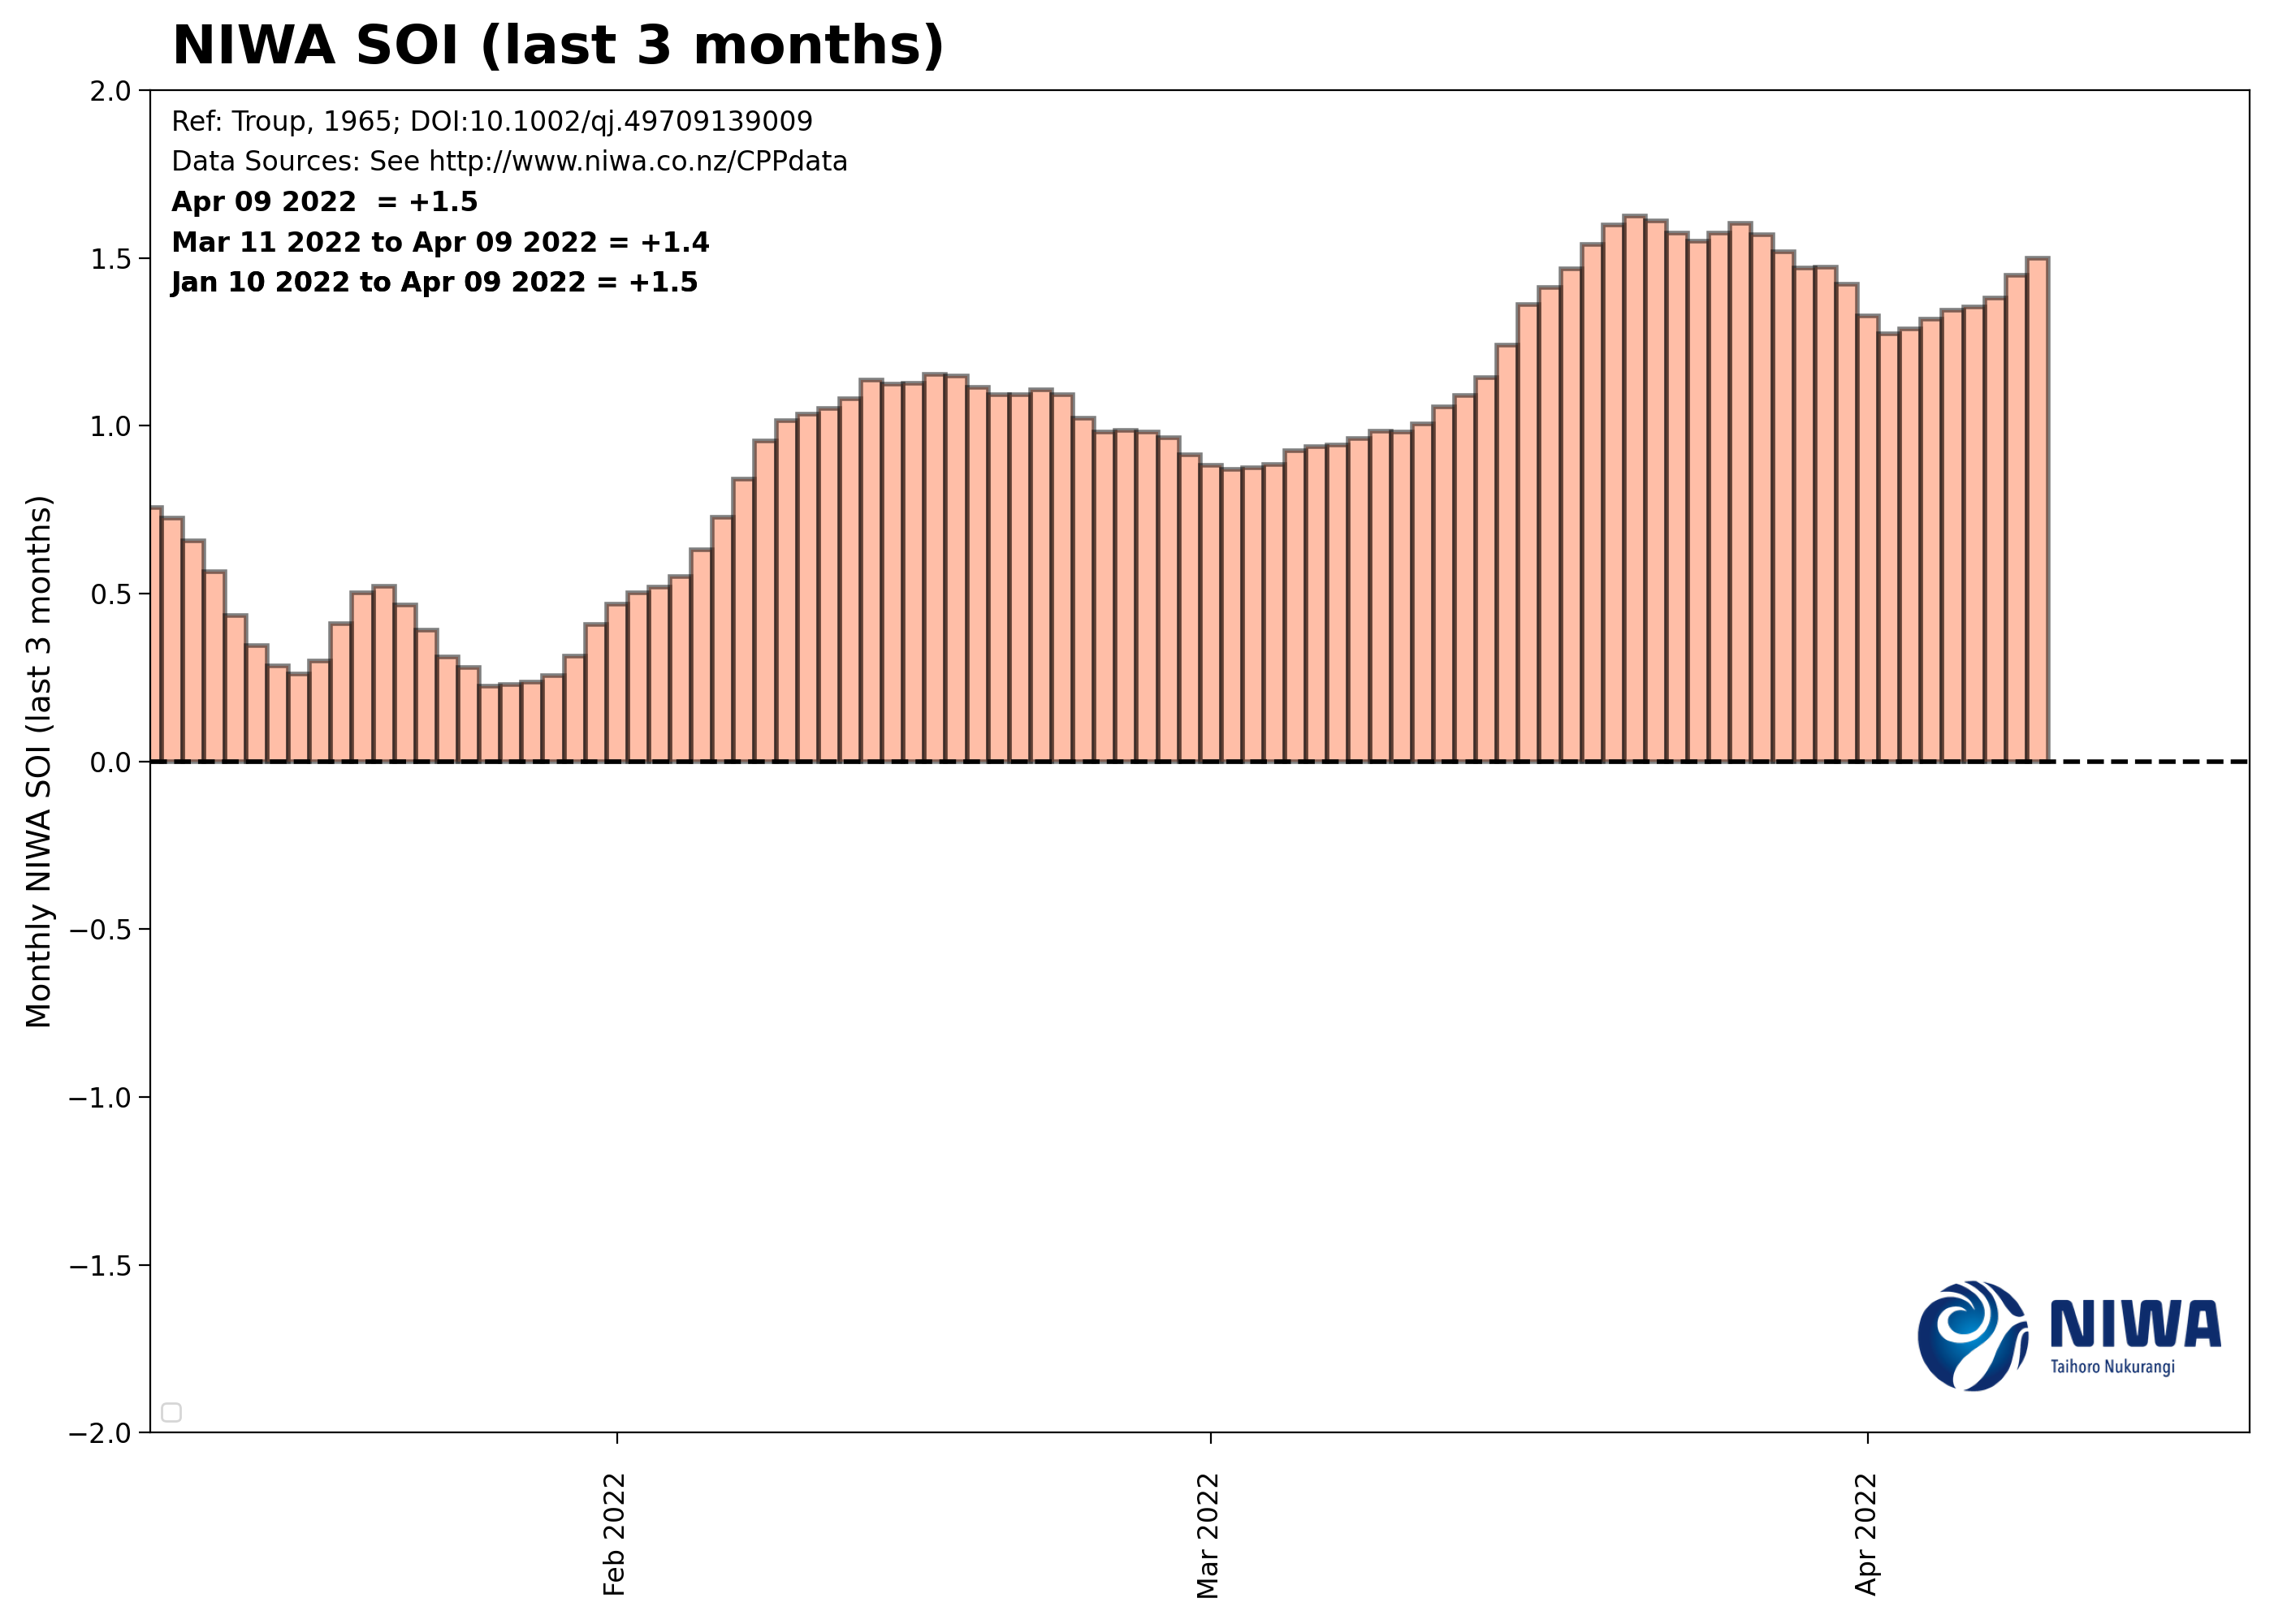 NIWA SOI (last 3 months)
2.0
Ref: Troup, 1965; DOI:10.1002/qj.49709139009
Data Sources: See http://www.niwa.co.nz/CPPdata
Apr 09 2022  = +1.5
Mar 11 2022 to Apr 09 2022 = +1.4
Jan 10 2022 to Apr 09 2022 = +1.5
1.5
1.0
0.5
0.0
−0.5
−1.0
−1.5
−2.0
Monthly NIWA SOI (last 3 months)
NIWA
Taihoro Nukurangi
Feb 2022
Mar 2022
Apr 2022